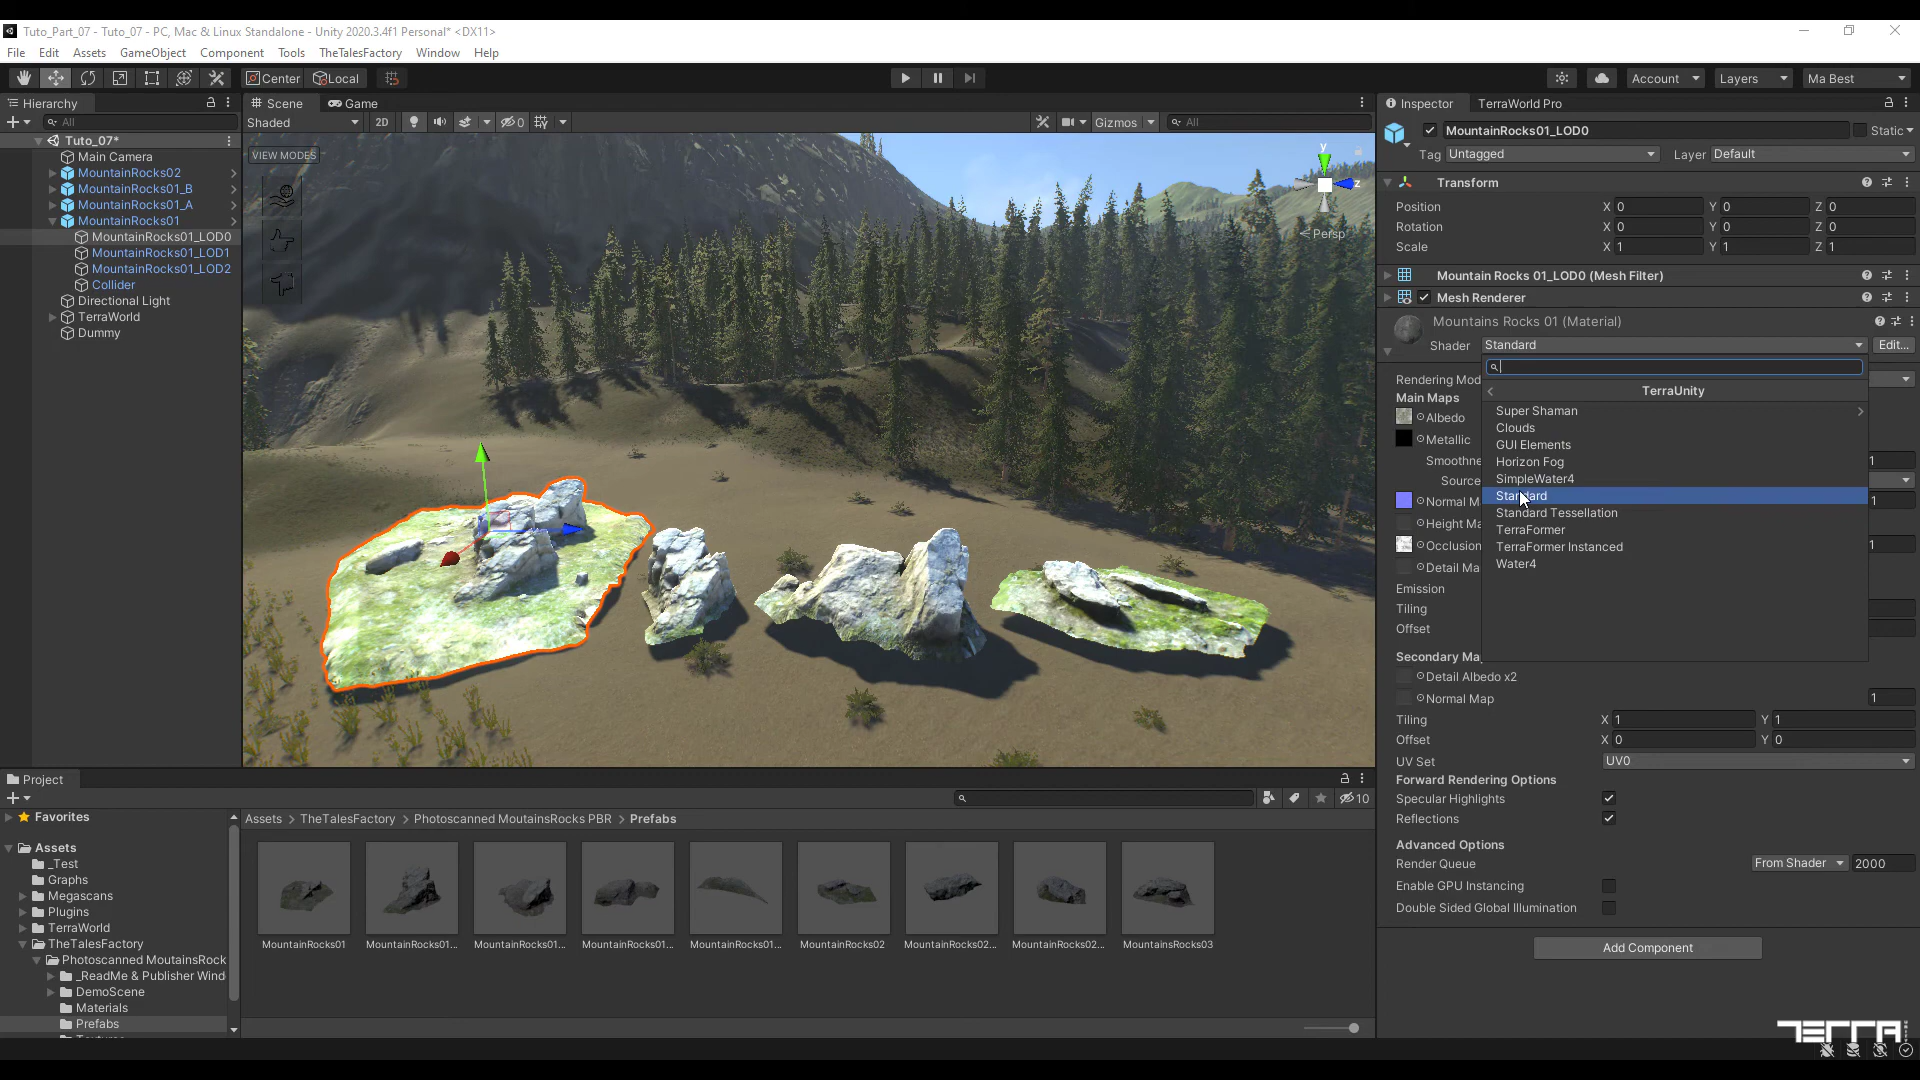 Tuto_Part_07 - Tuto_07 - PC, Mac & Linux Standalone - Unity 2020.3.4f1 Personal* <DX11>
File Edit Assets GameObject Component Tools TheTalesFactory Window Help
Center Local Account Layers Ma Best
Hierarchy
All
Tuto_07*
Main Camera
MountainRocks02
MountainRocks01_B
MountainRocks01_A
MountainRocks01
MountainRocks01_LOD0
MountainRocks01_LOD1
MountainRocks01_LOD2
Collider
Directional Light
TerraWorld
Dummy
Scene Game
Shaded 2D 0 Gizmos All
VIEW MODES
y
z
Persp
Inspector TerraWorld Pro
MountainRocks01_LOD0 Static
Tag Untagged Layer Default
Transform
Position X 0 Y 0 Z 0
Rotation X 0 Y 0 Z 0
Scale X 1 Y 1 Z 1
Mountain Rocks 01_LOD0 (Mesh Filter)
Mesh Renderer
Mountains Rocks 01 (Material)
Shader Standard Edit...
TerraUnity
Super Shaman
Clouds
GUI Elements
Horizon Fog
SimpleWater4
Standard
Standard Tessellation
TerraFormer
TerraFormer Instanced
Water4
Rendering Mod
Main Maps
Albedo
Metallic
Smoothne 1
Source
Normal M 1
Height Ma
Occlusion 1
Detail Ma
Emission
Tiling
Offset
Secondary Ma
Detail Albedo x2
Normal Map 1
Tiling X 1 Y 1
Offset X 0 Y 0
UV Set UV0
Forward Rendering Options
Specular Highlights
Reflections
Advanced Options
Render Queue From Shader 2000
Enable GPU Instancing
Double Sided Global Illumination
Add Component
Project
10
Favorites
Assets
_Test
Graphs
Megascans
Plugins
TerraWorld
TheTalesFactory
Photoscanned MoutainsRock
_ReadMe & Publisher Wind
DemoScene
Materials
Prefabs
Assets > TheTalesFactory > Photoscanned MoutainsRocks PBR > Prefabs
MountainRocks01 MountainRocks01... MountainRocks01... MountainRocks01... MountainRocks01... MountainRocks02 MountainRocks02... MountainRocks02... MountainsRocks03
TERRA